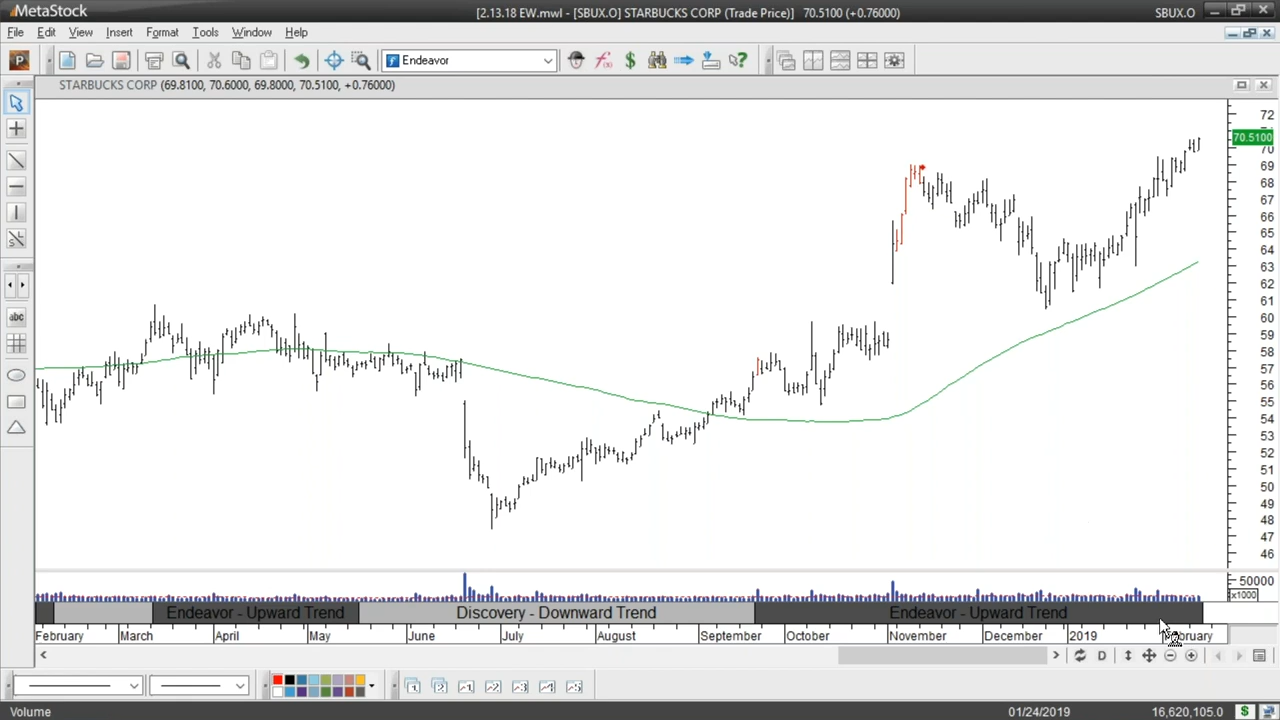 MetaStock
[2.13.18 EW.mwl - [SBUX.O] STARBUCKS CORP (Trade Price)] 70.5100 (+0.76000)
SBUX.O
File Edit View Insert Format Tools Window Help
P
Endeavor
STARBUCKS CORP (69.8100, 70.6000, 69.8000, 70.5100, +0.76000)
abc
72
70.5100
70
69
68
67
66
65
64
63
62
61
60
59
58
57
56
55
54
53
52
51
50
49
48
47
46
50000
x1000
Endeavor - Upward Trend
Discovery - Downward Trend
Endeavor - Upward Trend
February March April May June July August September October November December 2019
D
Volume
01/24/2019
16,620,105.0